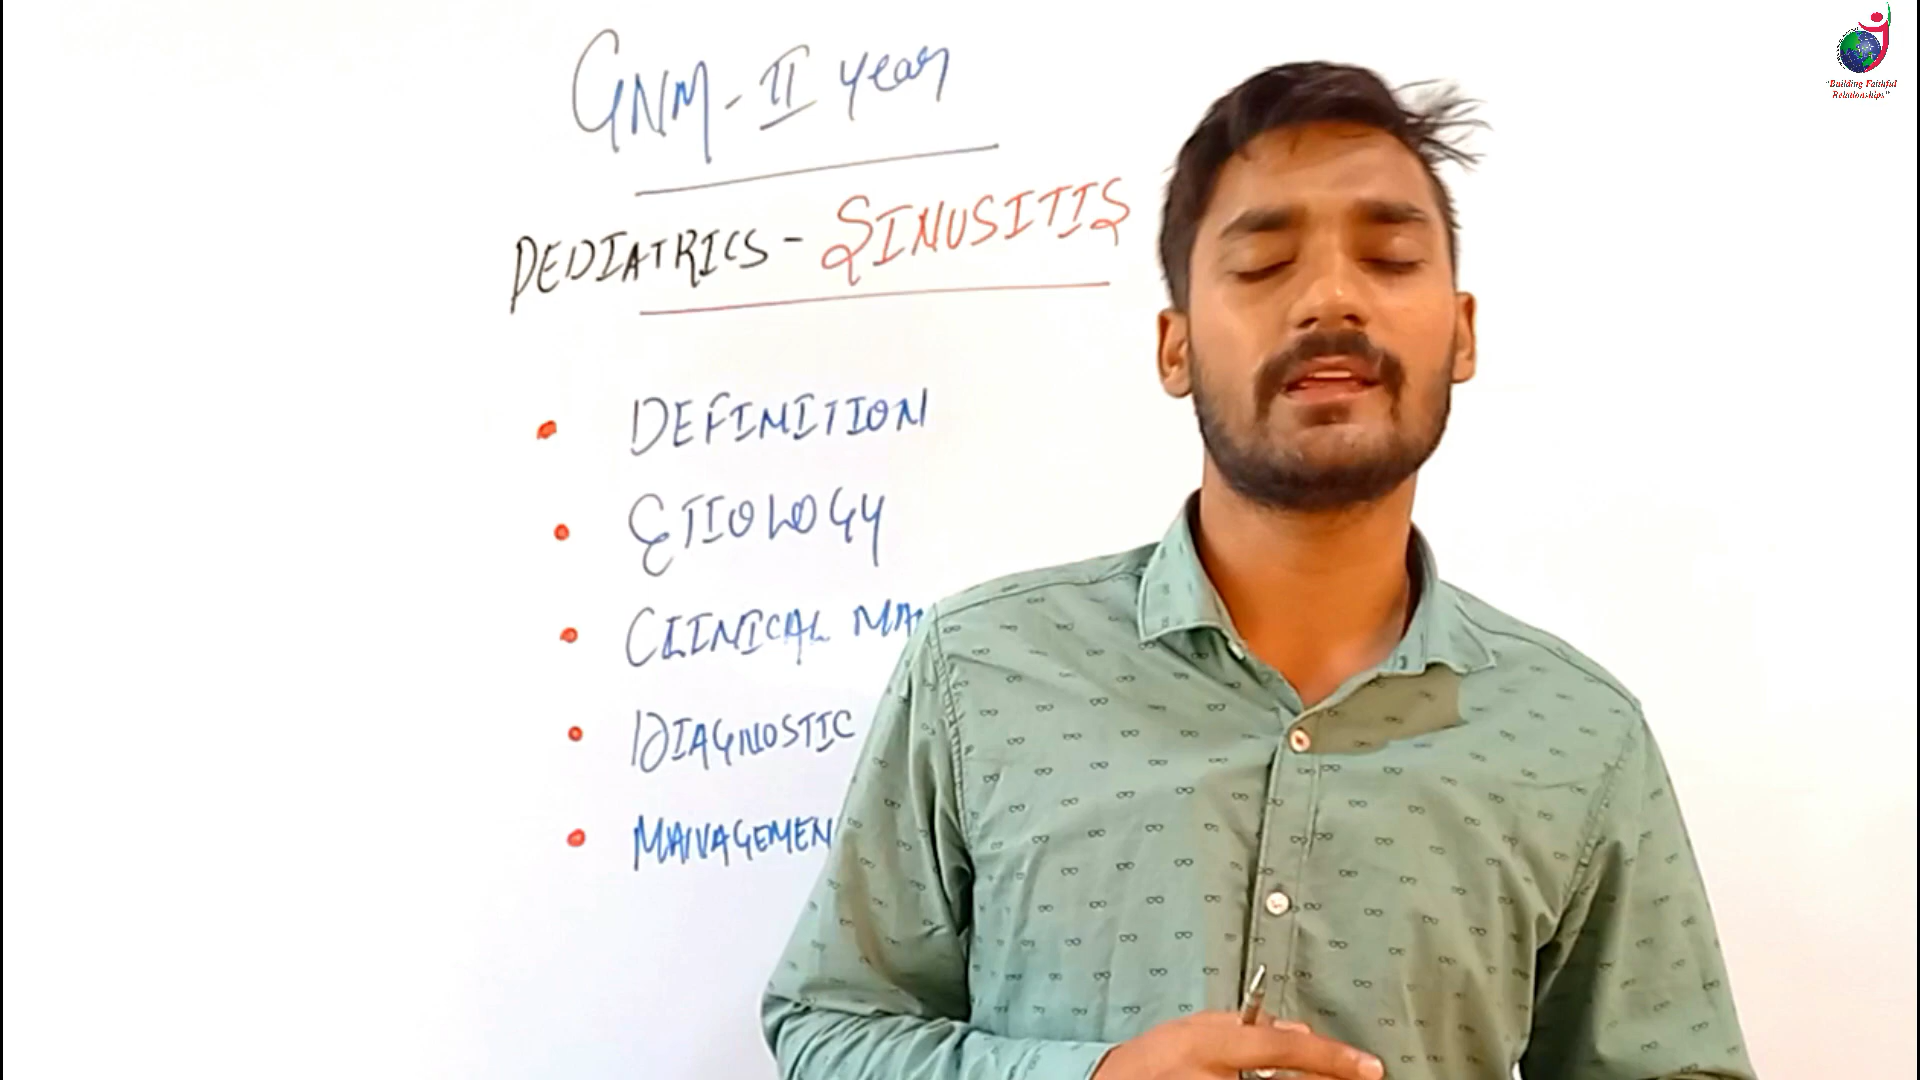 GNM - II year
PEDIATRICS - SINUSITIS
DEFINITION
ETIOLOGY
CLINICAL MA
DIAGNOSTIC
MANAGEMEN
"Building Faithful
Relationships"